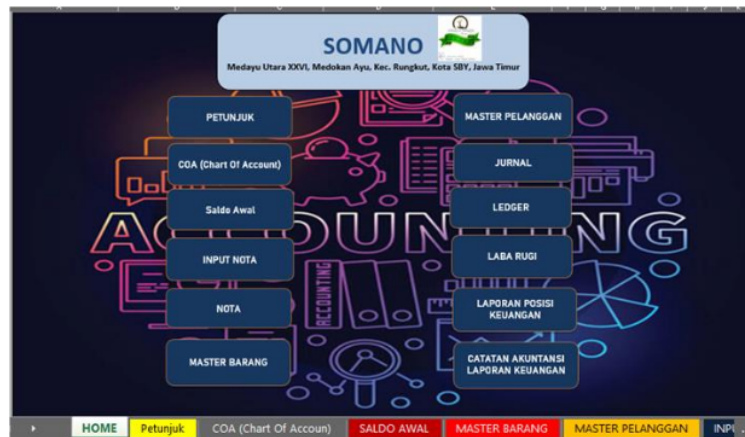 SOMANO
Medayu Utara XXVI, Medokan Ayu, Kec. Rungkut, Kota SBY, Jawa Timur
PETUNJUK
COA (Chart Of Account)
Saldo Awal
INPUT NOTA
NOTA
MASTER BARANG
MASTER PELANGGAN
JURNAL
LEDGER
LABA RUGI
LAPORAN POSISI
KEUANGAN
CATATAN AKUNTANSI
LAPORAN KEUANGAN
ACCOUNTING
ACCOUNTING
HOME Petunjuk COA (Chart Of Accoun) SALDO AWAL MASTER BARANG MASTER PELANGGAN INPU